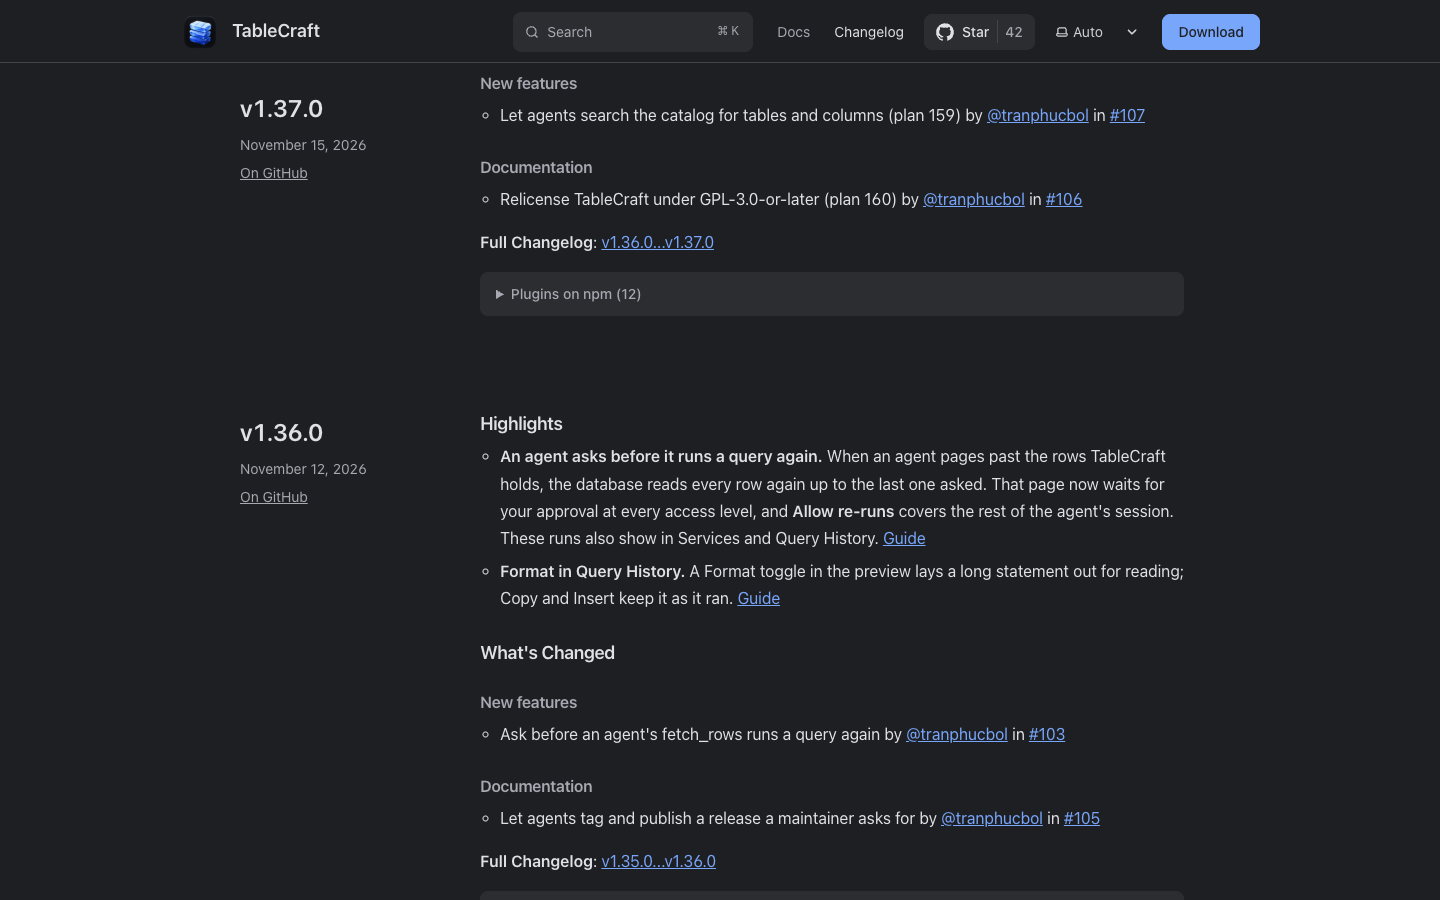 TableCraft
Search
⌘ K
Docs
Changelog
Star
42
Auto
Download
v1.37.0
November 15, 2026
On GitHub
New features
Let agents search the catalog for tables and columns (plan 159) by @tranphucbol in #107
Documentation
Relicense TableCraft under GPL-3.0-or-later (plan 160) by @tranphucbol in #106
Full Changelog: v1.36.0...v1.37.0
Plugins on npm (12)
v1.36.0
November 12, 2026
On GitHub
Highlights
An agent asks before it runs a query again. When an agent pages past the rows TableCraft
holds, the database reads every row again up to the last one asked. That page now waits for
your approval at every access level, and Allow re-runs covers the rest of the agent's session.
These runs also show in Services and Query History. Guide
Format in Query History. A Format toggle in the preview lays a long statement out for reading;
Copy and Insert keep it as it ran. Guide
What's Changed
New features
Ask before an agent's fetch_rows runs a query again by @tranphucbol in #103
Documentation
Let agents tag and publish a release a maintainer asks for by @tranphucbol in #105
Full Changelog: v1.35.0...v1.36.0